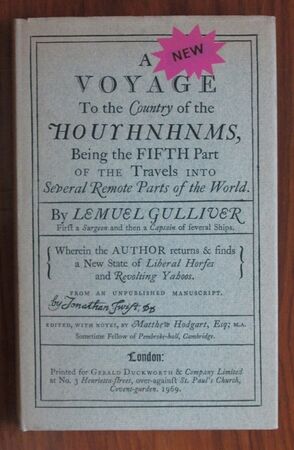 A
NEW
VOYAGE
To the Country of the
HOUYHNHNMS,
Being the FIFTH Part
OF THE Travels INTO
Several Remote Parts of the World.
By LEMUEL GULLIVER
First a Surgeon and then a Captain of ſeveral Ships.
Wherein the AUTHOR returns & finds
a New State of Liberal Horſes
and Revolting Yahoos.
FROM AN UNPUBLISHED MANUSCRIPT.
by Jonathan Swift, DD
EDITED, WITH NOTES, BY Matthew Hodgart, Eſq; M.A.
Sometime Fellow of Pembroke-hall, Cambridge.
London:
Printed for GERALD DUCKWORTH & Company Limited
at No. 3 Henrietta-ſtreet, over-againſt St. Paul's Church,
Covent-garden. 1969.